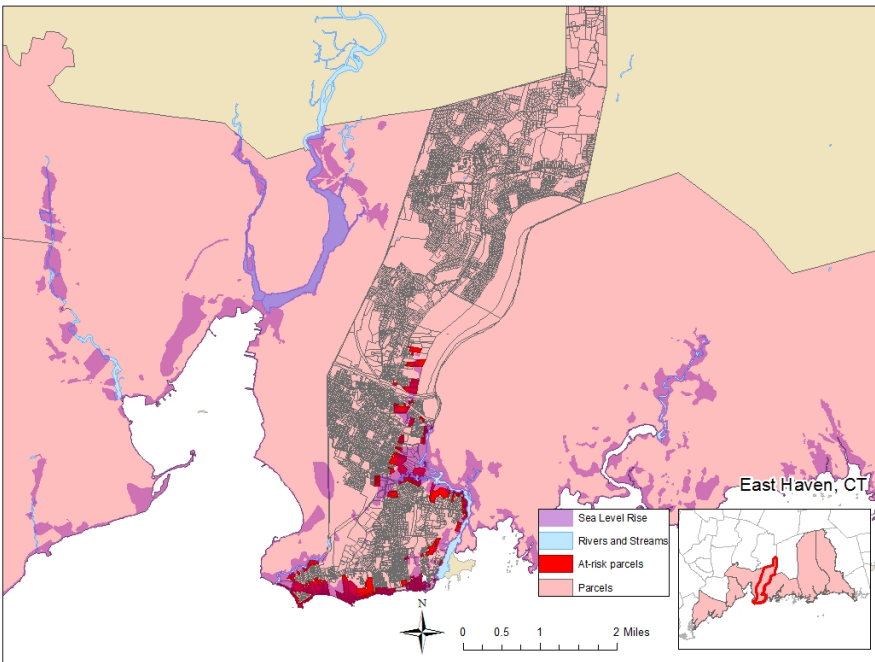 East Haven, CT
Sea Level Rise
Rivers and Streams
At-risk parcels
Parcels
N
0 0.5 1 2 Miles